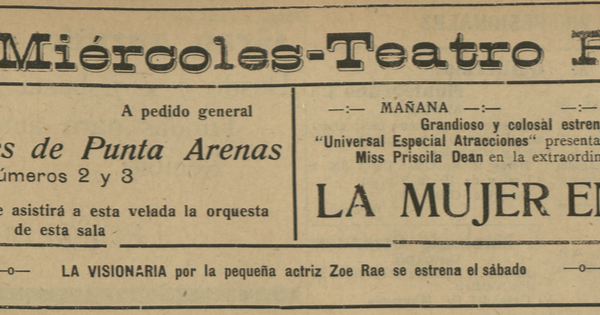 Miércoles-Teatro
A pedido general
de Punta Arenas
números 2 y 3
asistirá a esta velada la orquesta
de esta sala
—:— MAÑANA —:— —:—
Grandioso y colosal estren
"Universal Especial Atracciones" presenta
Miss Priscila Dean en la extraordin
LA MUJER EN
—o— LA VISIONARIA por la pequeña actriz Zoe Rae se estrena el sábado —o—